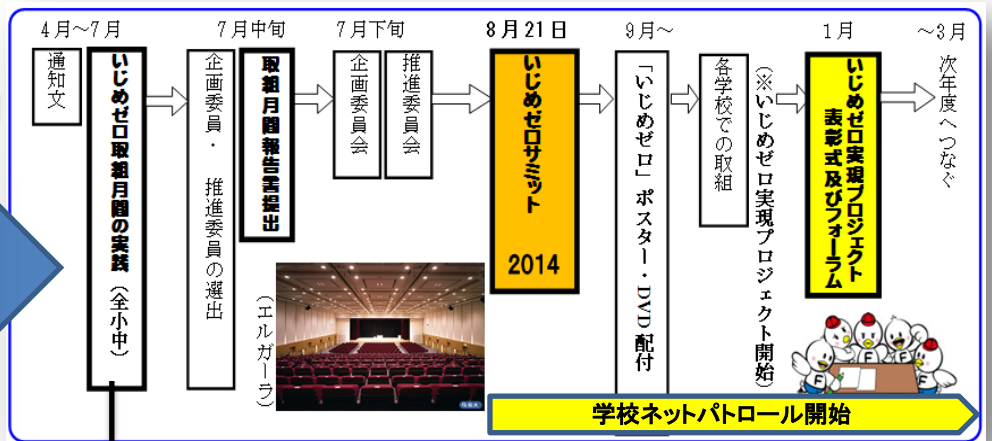 4月～7月
7月中旬
7月下旬
8月21日
9月～
1月
～3月
通知文
いじめゼロ取組月間の実践（全小中）
企画委員・　推進委員の選出
取組月間報告書提出
企画委員会
推進委員会
いじめゼロサミット　2014
「いじめゼロ」ポスター・DVD配付
各学校での取組
（※いじめゼロ実現プロジェクト開始）
いじめゼロ実現プロジェクト
表彰式及びフォーラム
次年度へつなぐ
（エルガーラ）
F
F
F
F
学校ネットパトロール開始